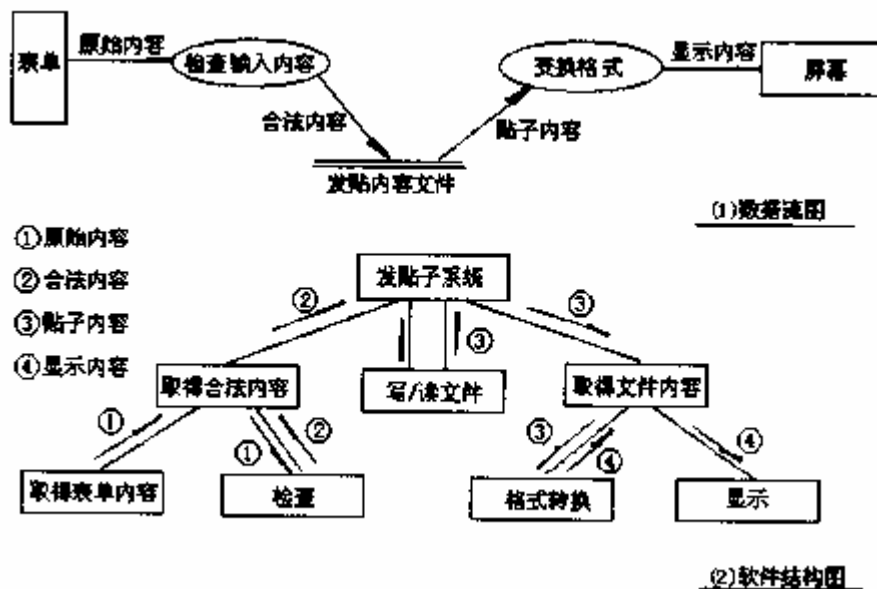 表单
原始内容
检查输入内容
合法内容
发贴内容文件
贴子内容
变换格式
显示内容
屏幕
(1)数据流图
①原始内容
②合法内容
③贴子内容
④显示内容
发贴子系统
②
③
③
取得合法内容
写/读文件
取得文件内容
①
①
②
③
④
④
取得表单内容
检查
格式转换
显示
(2)软件结构图